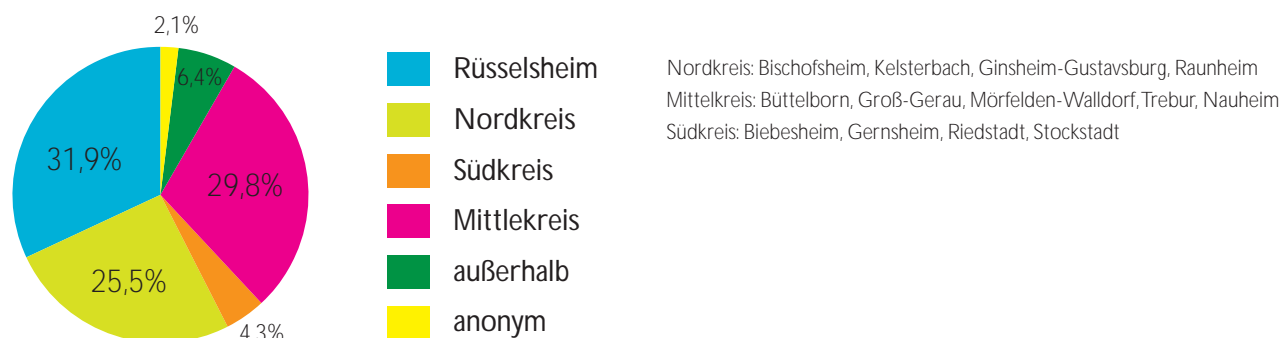 2,1%
6,4%
31,9%
29,8%
25,5%
4,3%
Rüsselsheim
Nordkreis
Südkreis
Mittlekreis
außerhalb
anonym
Nordkreis: Bischofsheim, Kelsterbach, Ginsheim-Gustavsburg, Raunheim
Mittelkreis: Büttelborn, Groß-Gerau, Mörfelden-Walldorf, Trebur, Nauheim
Südkreis: Biebesheim, Gernsheim, Riedstadt, Stockstadt